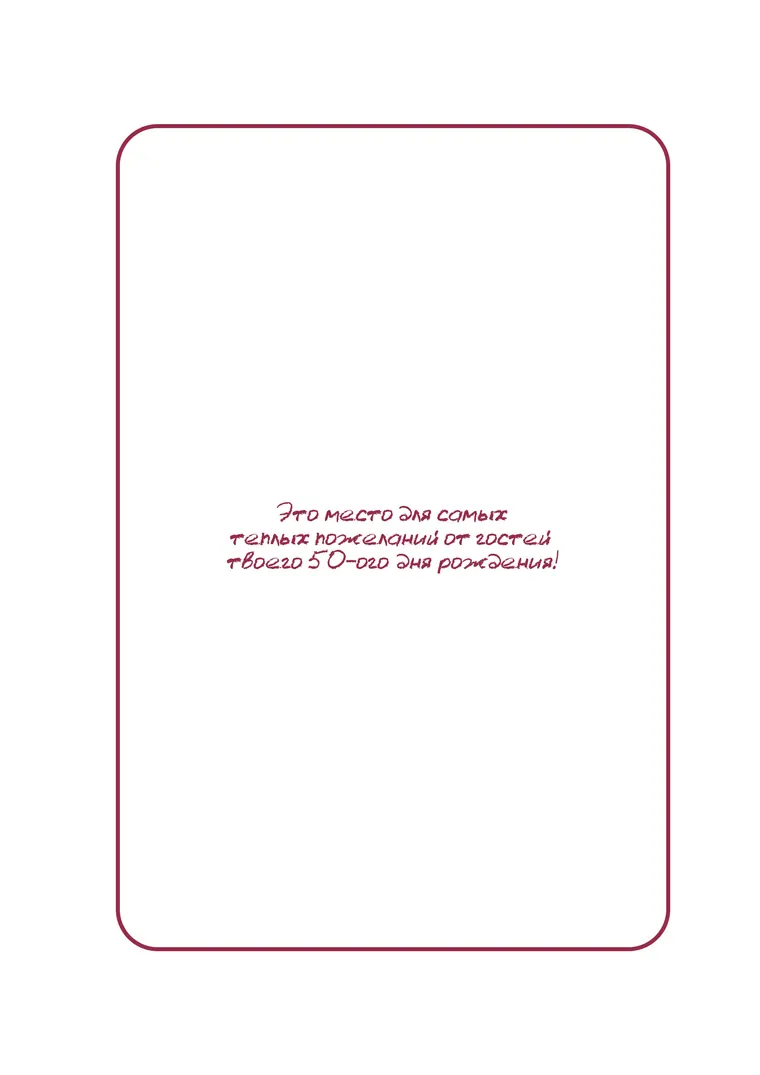 Это место для самых
теплых пожеланий от гостей
твоего 50-ого дня рождения!